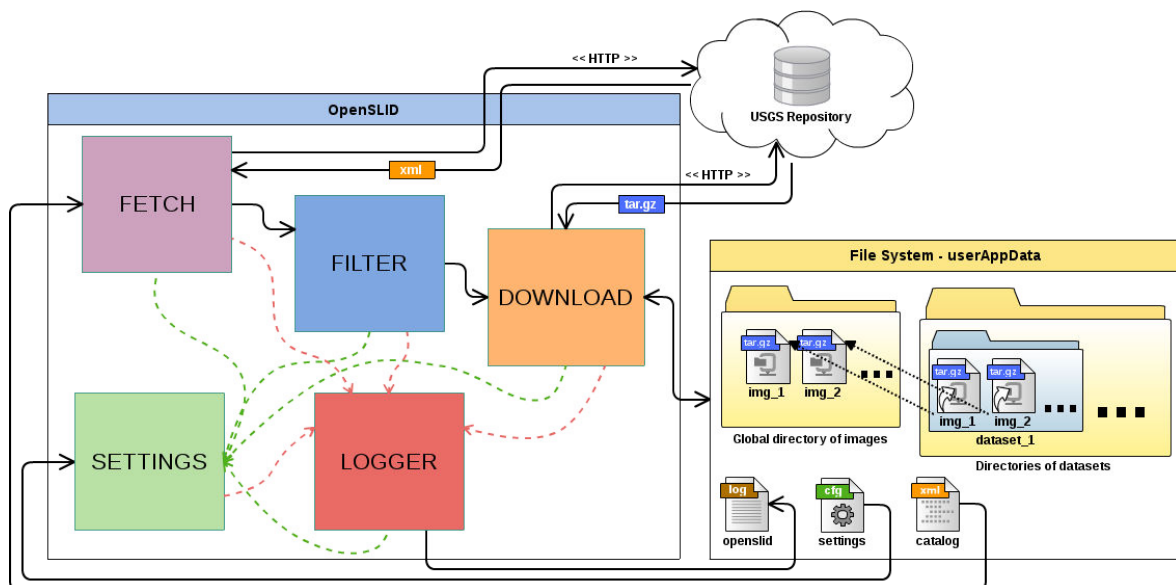 << HTTP >>
USGS Repository
OpenSLID
xml
FETCH
<< HTTP >>
tar.gz
FILTER
DOWNLOAD
File System - userAppData
tar.gz
tar.gz
img_1
img_2
...
Global directory of images
tar.gz
tar.gz
img_1
img_2
...
dataset_1
...
Directories of datasets
SETTINGS
LOGGER
log
openslid
cfg
settings
xml
catalog